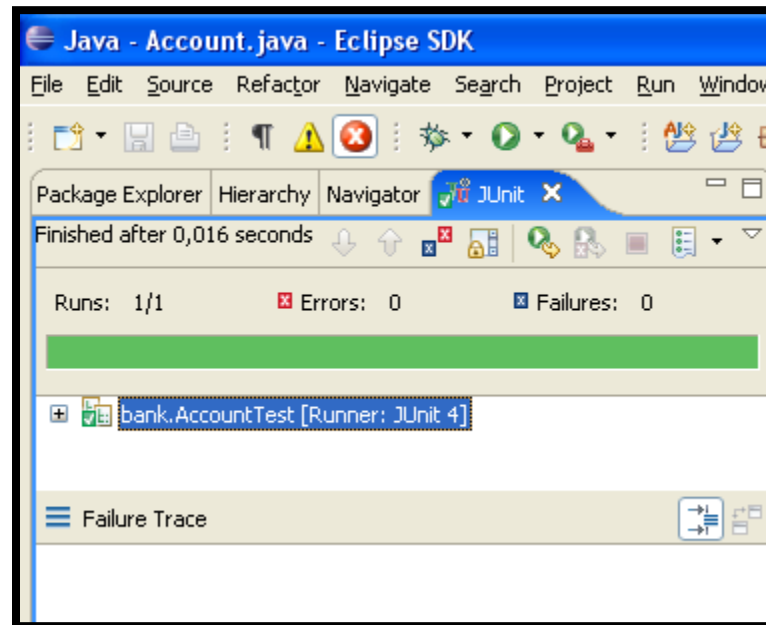 Java - Account.java - Eclipse SDK
File Edit Source Refactor Navigate Search Project Run Window
Package Explorer Hierarchy Navigator JUnit
Finished after 0,016 seconds
Runs: 1/1 Errors: 0 Failures: 0
bank.AccountTest [Runner: JUnit 4]
Failure Trace